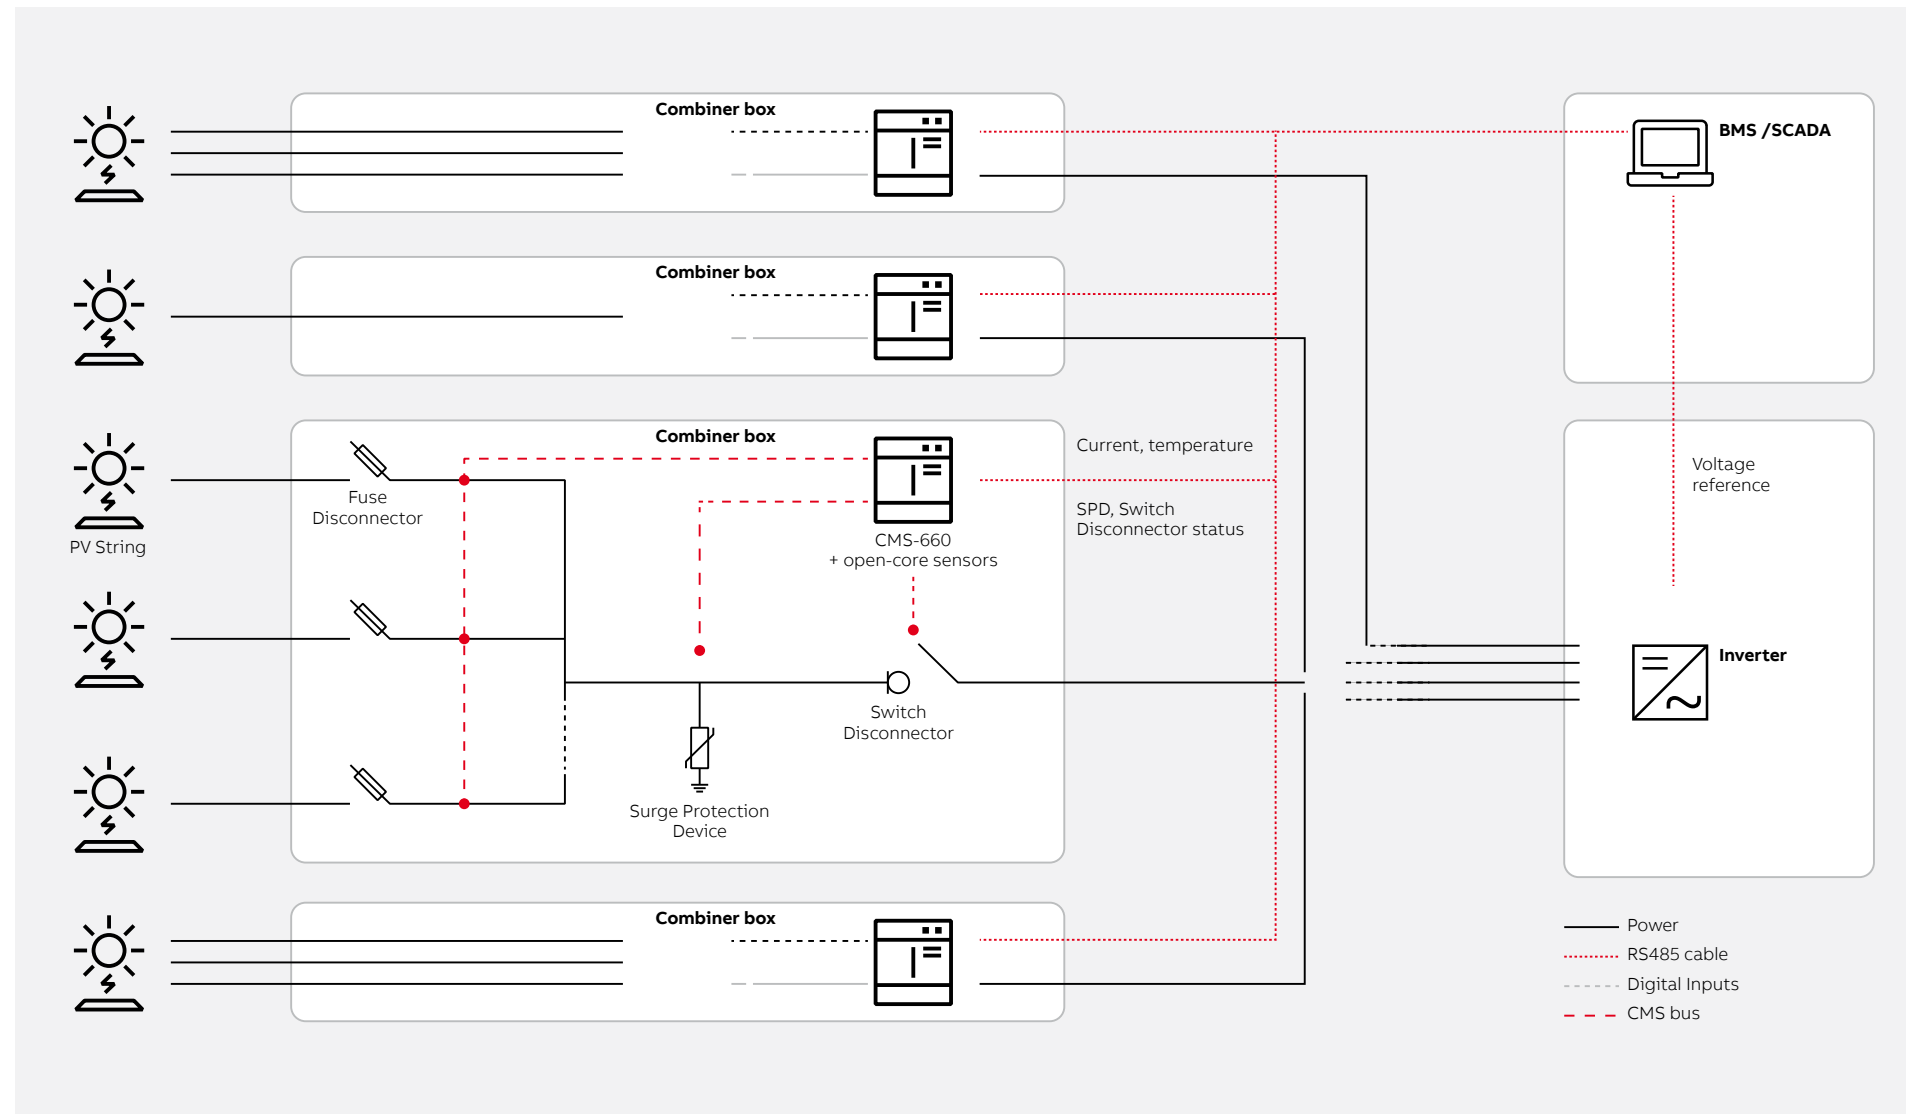 Combiner box
BMS /SCADA
Combiner box
Combiner box
Current, temperature
Voltage
reference
Fuse
Disconnector
SPD, Switch
Disconnector status
PV String
CMS-660
+ open-core sensors
Inverter
Switch
Disconnector
Surge Protection
Device
Combiner box
Power
RS485 cable
Digital Inputs
CMS bus